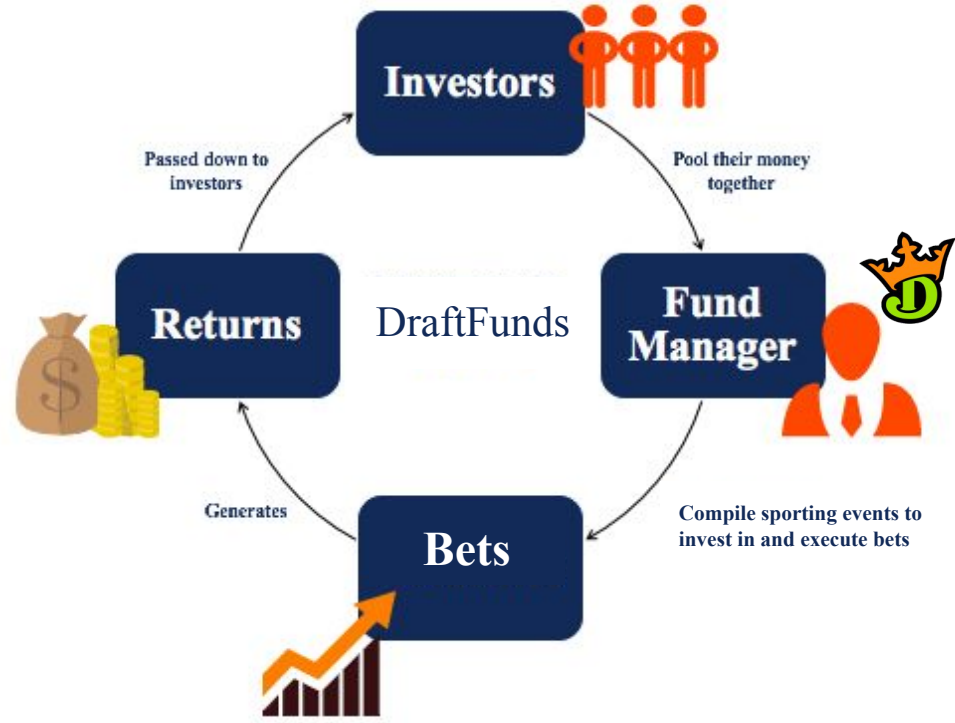 Investors
Passed down to
investors
Pool their money
together
Returns
$
DraftFunds
Fund
Manager
D
Generates
Bets
Compile sporting events to
invest in and execute bets